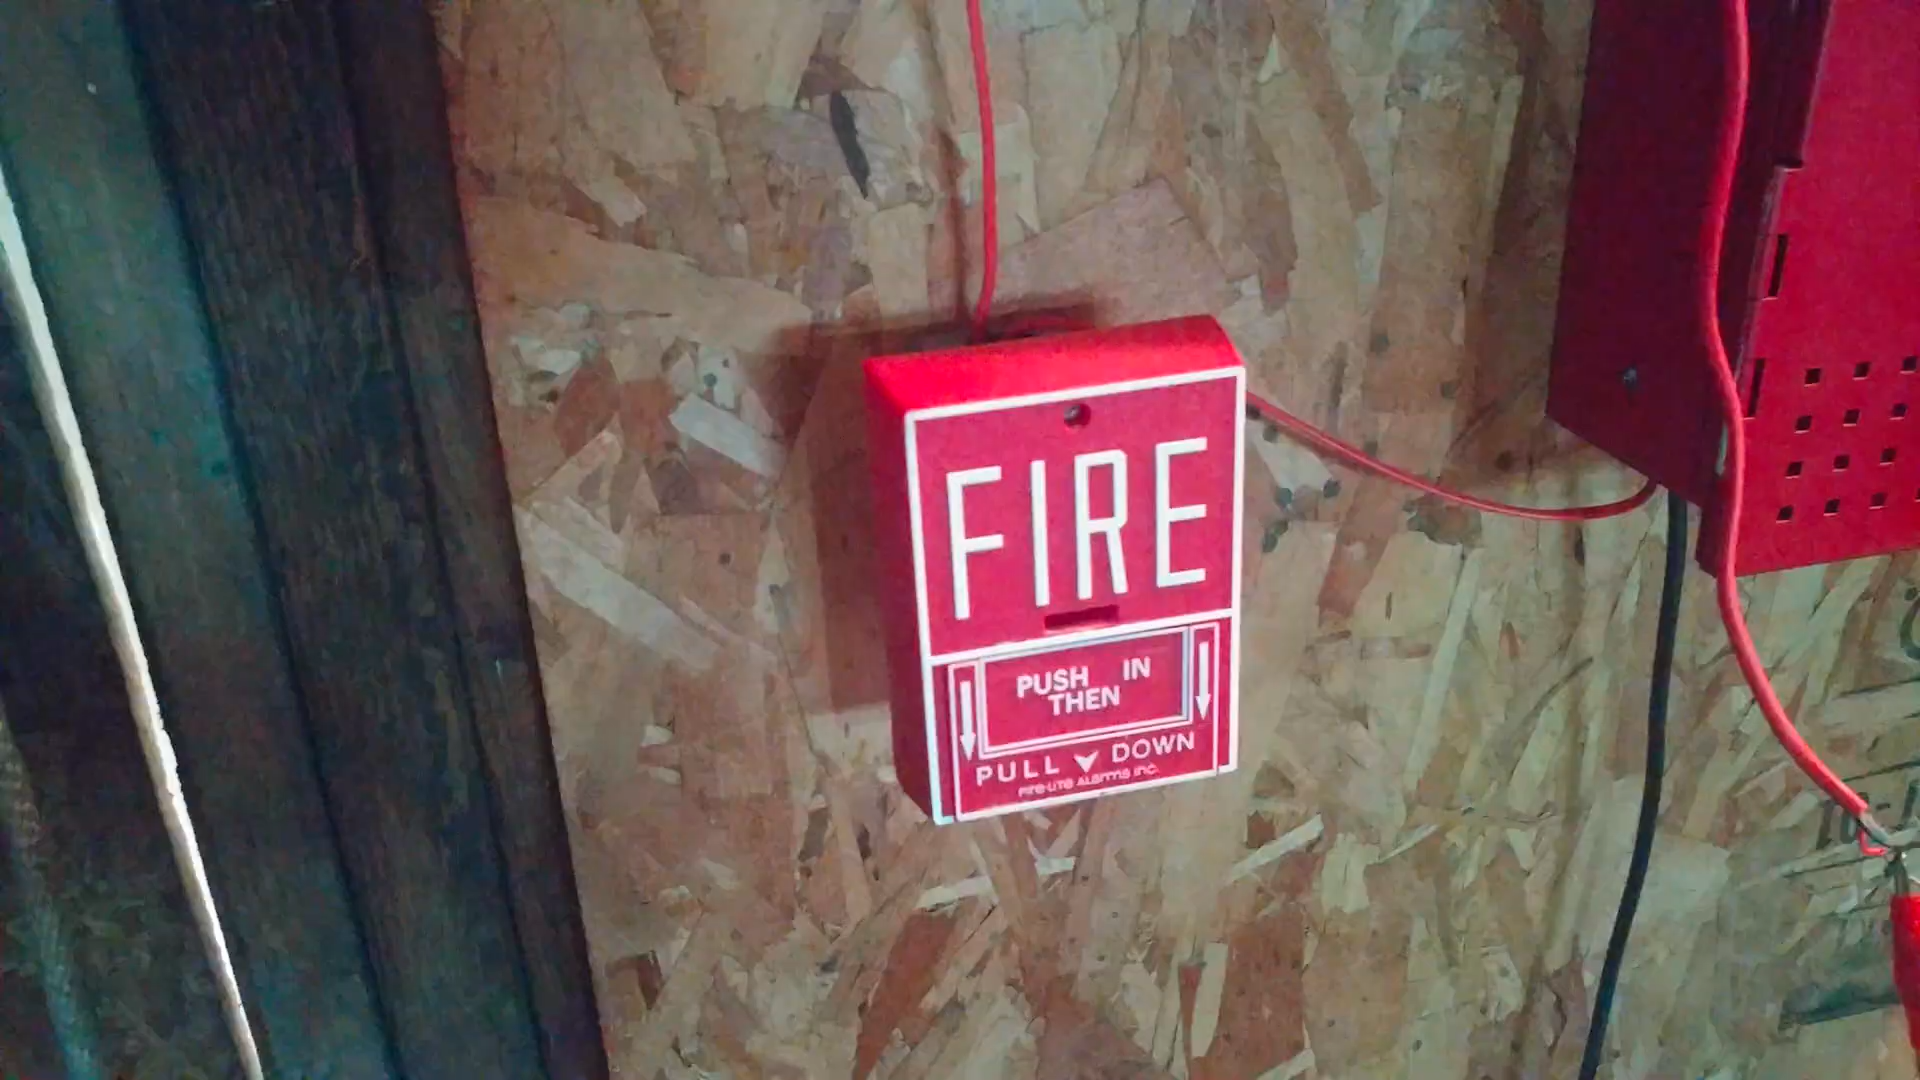 FIRE
PUSH IN
THEN
PULL DOWN
FIRE-LITE ALARMS INC.